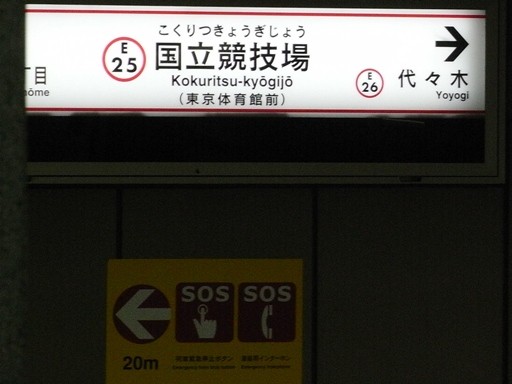 こくりつきょうぎじょう
E 25 国立競技場
Kokuritsu-kyōgijō
(東京体育館前)
丁目
hōme
E 26 代々木
Yoyogi
SOS SOS
20m